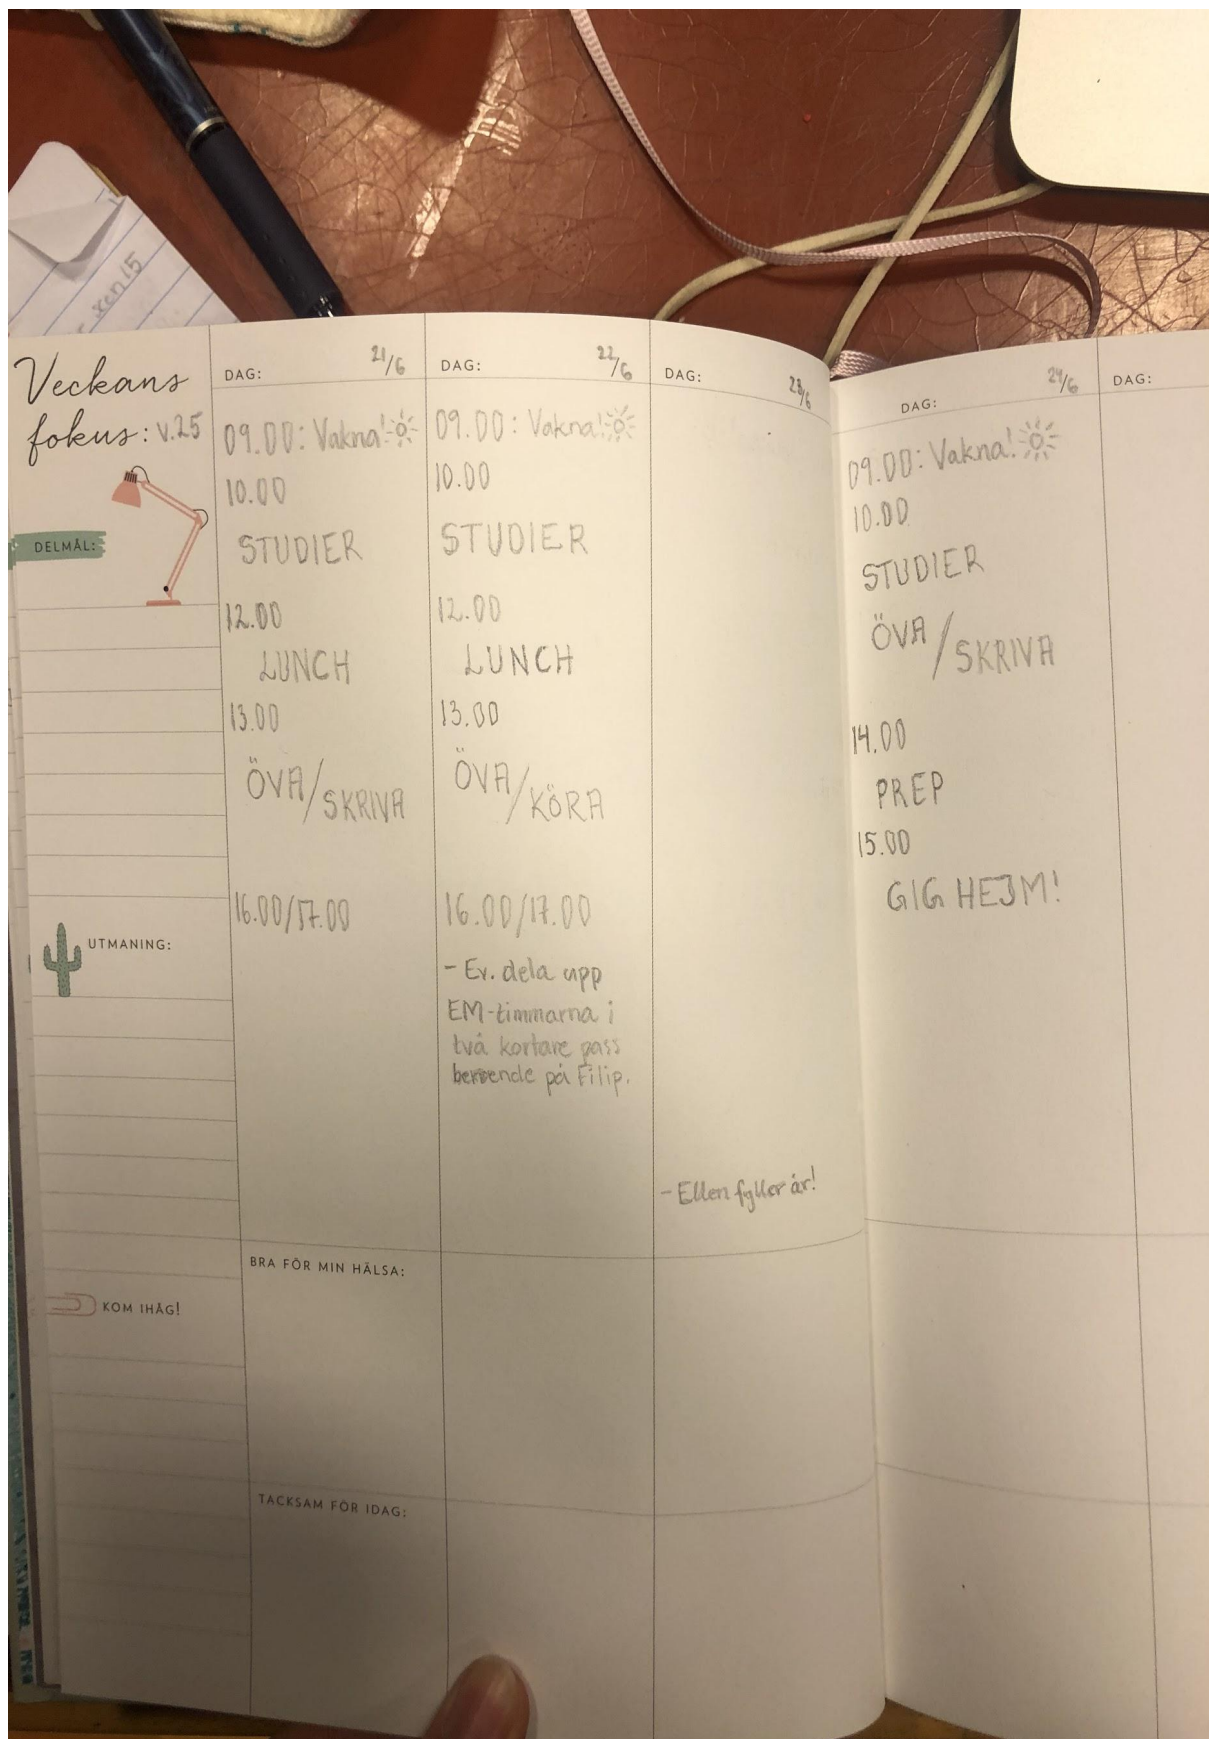 Veckans
fokus: v.25
DELMÅL:
UTMANING:
KOM IHÅG!
DAG: 21/6
09.00: Vakna!
10.00
STUDIER
12.00
LUNCH
13.00
ÖVA/SKRIVA
16.00/17.00
BRA FÖR MIN HÄLSA:
TACKSAM FÖR IDAG:
DAG: 22/6
09.00: Vakna!
10.00
STUDIER
12.00
LUNCH
13.00
ÖVA/KÖRA
16.00/17.00
- Ev. dela upp
EM-timmarna i
två kortare pass
beroende på Filip.
DAG: 23/6
- Ellen fyller år!
DAG: 24/6
09.00: Vakna!
10.00
STUDIER
ÖVA/SKRIVA
14.00
PREP
15.00
GIG HEJM!
DAG: